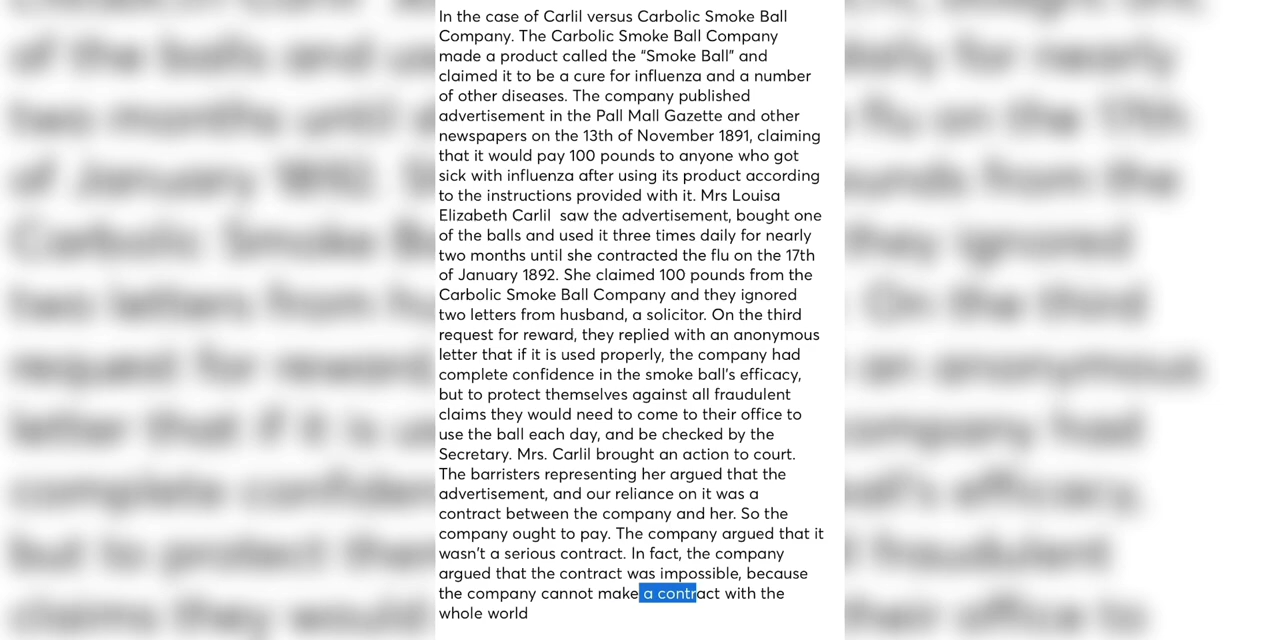 In the case of Carlil versus Carbolic Smoke Ball
Company. The Carbolic Smoke Ball Company
made a product called the “Smoke Ball” and
claimed it to be a cure for influenza and a number
of other diseases. The company published
advertisement in the Pall Mall Gazette and other
newspapers on the 13th of November 1891, claiming
that it would pay 100 pounds to anyone who got
sick with influenza after using its product according
to the instructions provided with it. Mrs Louisa
Elizabeth Carlil  saw the advertisement, bought one
of the balls and used it three times daily for nearly
two months until she contracted the flu on the 17th
of January 1892. She claimed 100 pounds from the
Carbolic Smoke Ball Company and they ignored
two letters from husband, a solicitor. On the third
request for reward, they replied with an anonymous
letter that if it is used properly, the company had
complete confidence in the smoke ball’s efficacy,
but to protect themselves against all fraudulent
claims they would need to come to their office to
use the ball each day, and be checked by the
Secretary. Mrs. Carlil brought an action to court.
The barristers representing her argued that the
advertisement, and our reliance on it was a
contract between the company and her. So the
company ought to pay. The company argued that it
wasn’t a serious contract. In fact, the company
argued that the contract was impossible, because
the company cannot make a contract with the
whole world